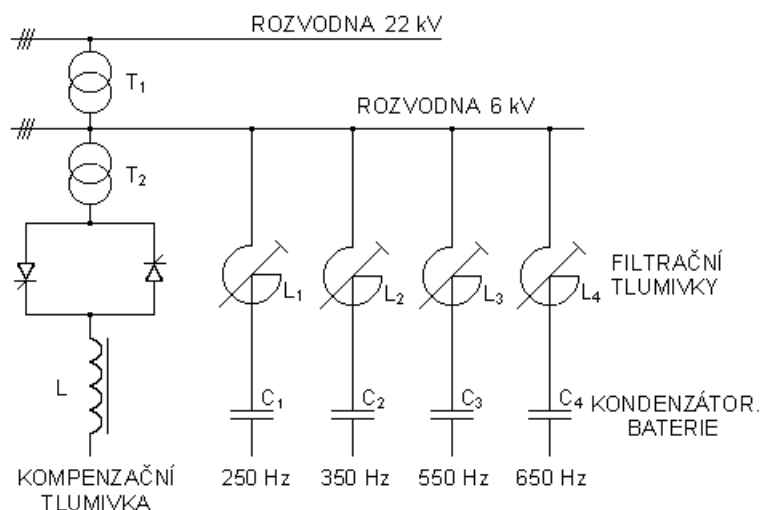 ROZVODNA 22 kV
T1
ROZVODNA 6 kV
T2
L1
L2
L3
L4
FILTRAČNÍ
TLUMIVKY
L
C1
C2
C3
C4
KONDENZÁTOR.
BATERIE
KOMPENZAČNÍ
TLUMIVKA
250 Hz
350 Hz
550 Hz
650 Hz